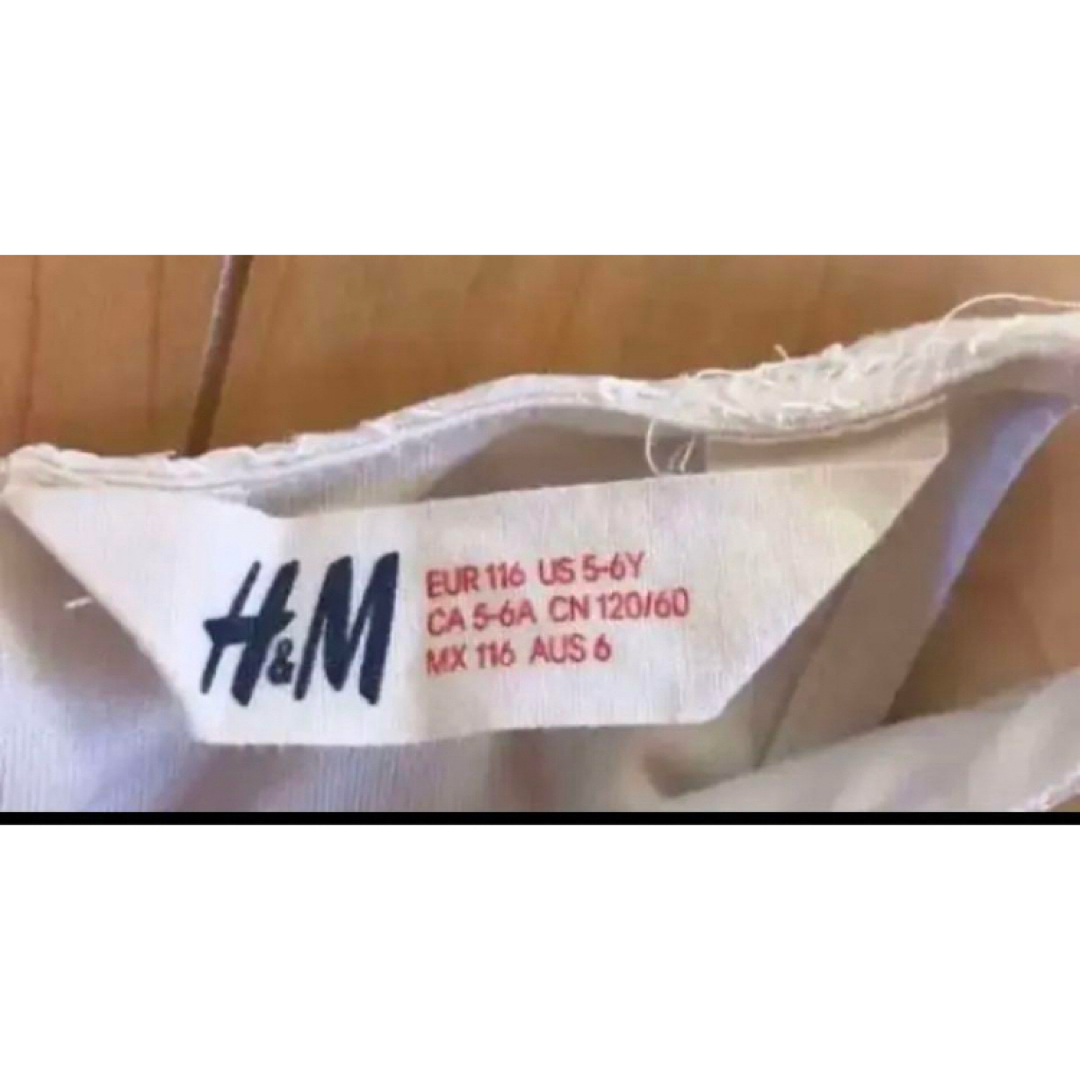 H&M
EUR 116 US 5-6Y
CA 5-6A CN 120/60
MX 116 AUS 6